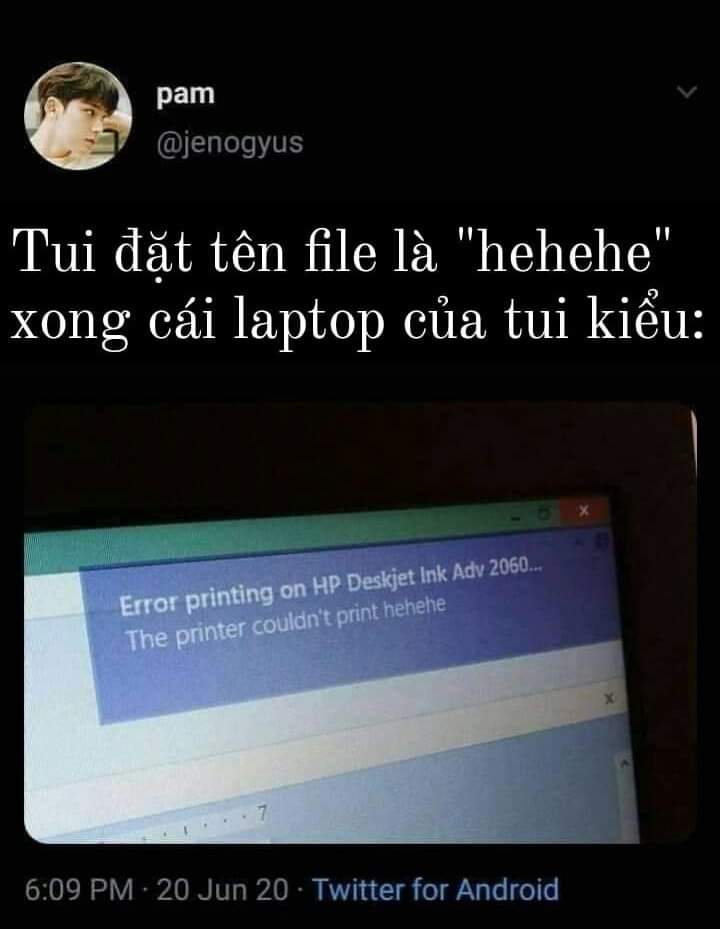 pam
@jenogyus
Tui đặt tên file là "hehehe"
xong cái laptop của tui kiểu:
Error printing on HP Deskjet Ink Adv 2060...
The printer couldn't print hehehe
7
6:09 PM · 20 Jun 20 · Twitter for Android